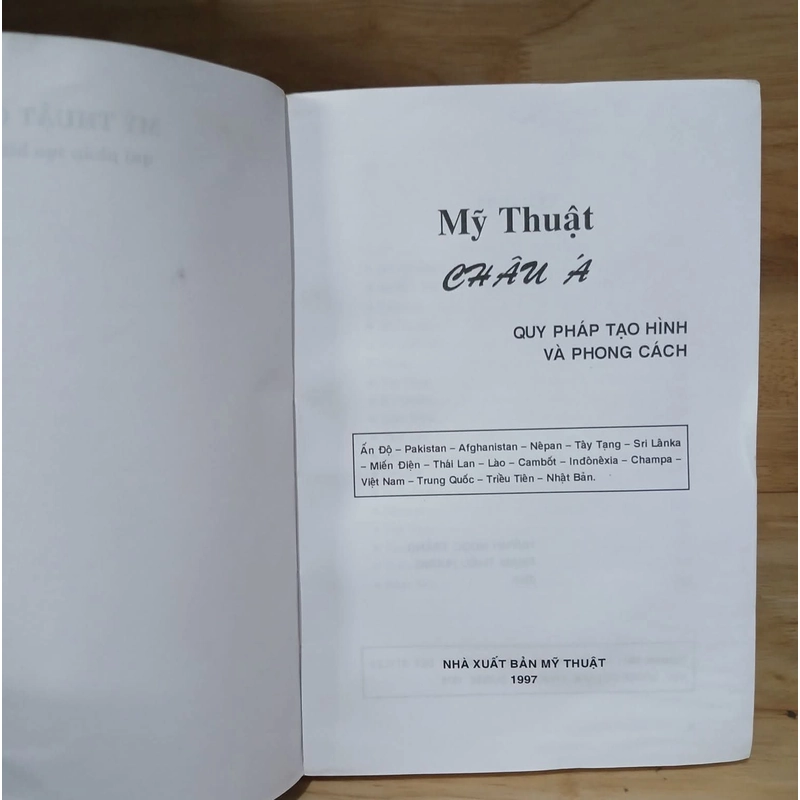 Mỹ Thuật
CHÂU Á
QUY PHÁP TẠO HÌNH
VÀ PHONG CÁCH
Ấn Độ – Pakistan – Afghanistan – Nèpan – Tây Tạng – Sri Lânka
– Miến Điện – Thái Lan – Lào – Cambốt – Inđônêxia – Champa –
Việt Nam – Trung Quốc – Triều Tiên – Nhật Bản.
NHÀ XUẤT BẢN MỸ THUẬT
1997